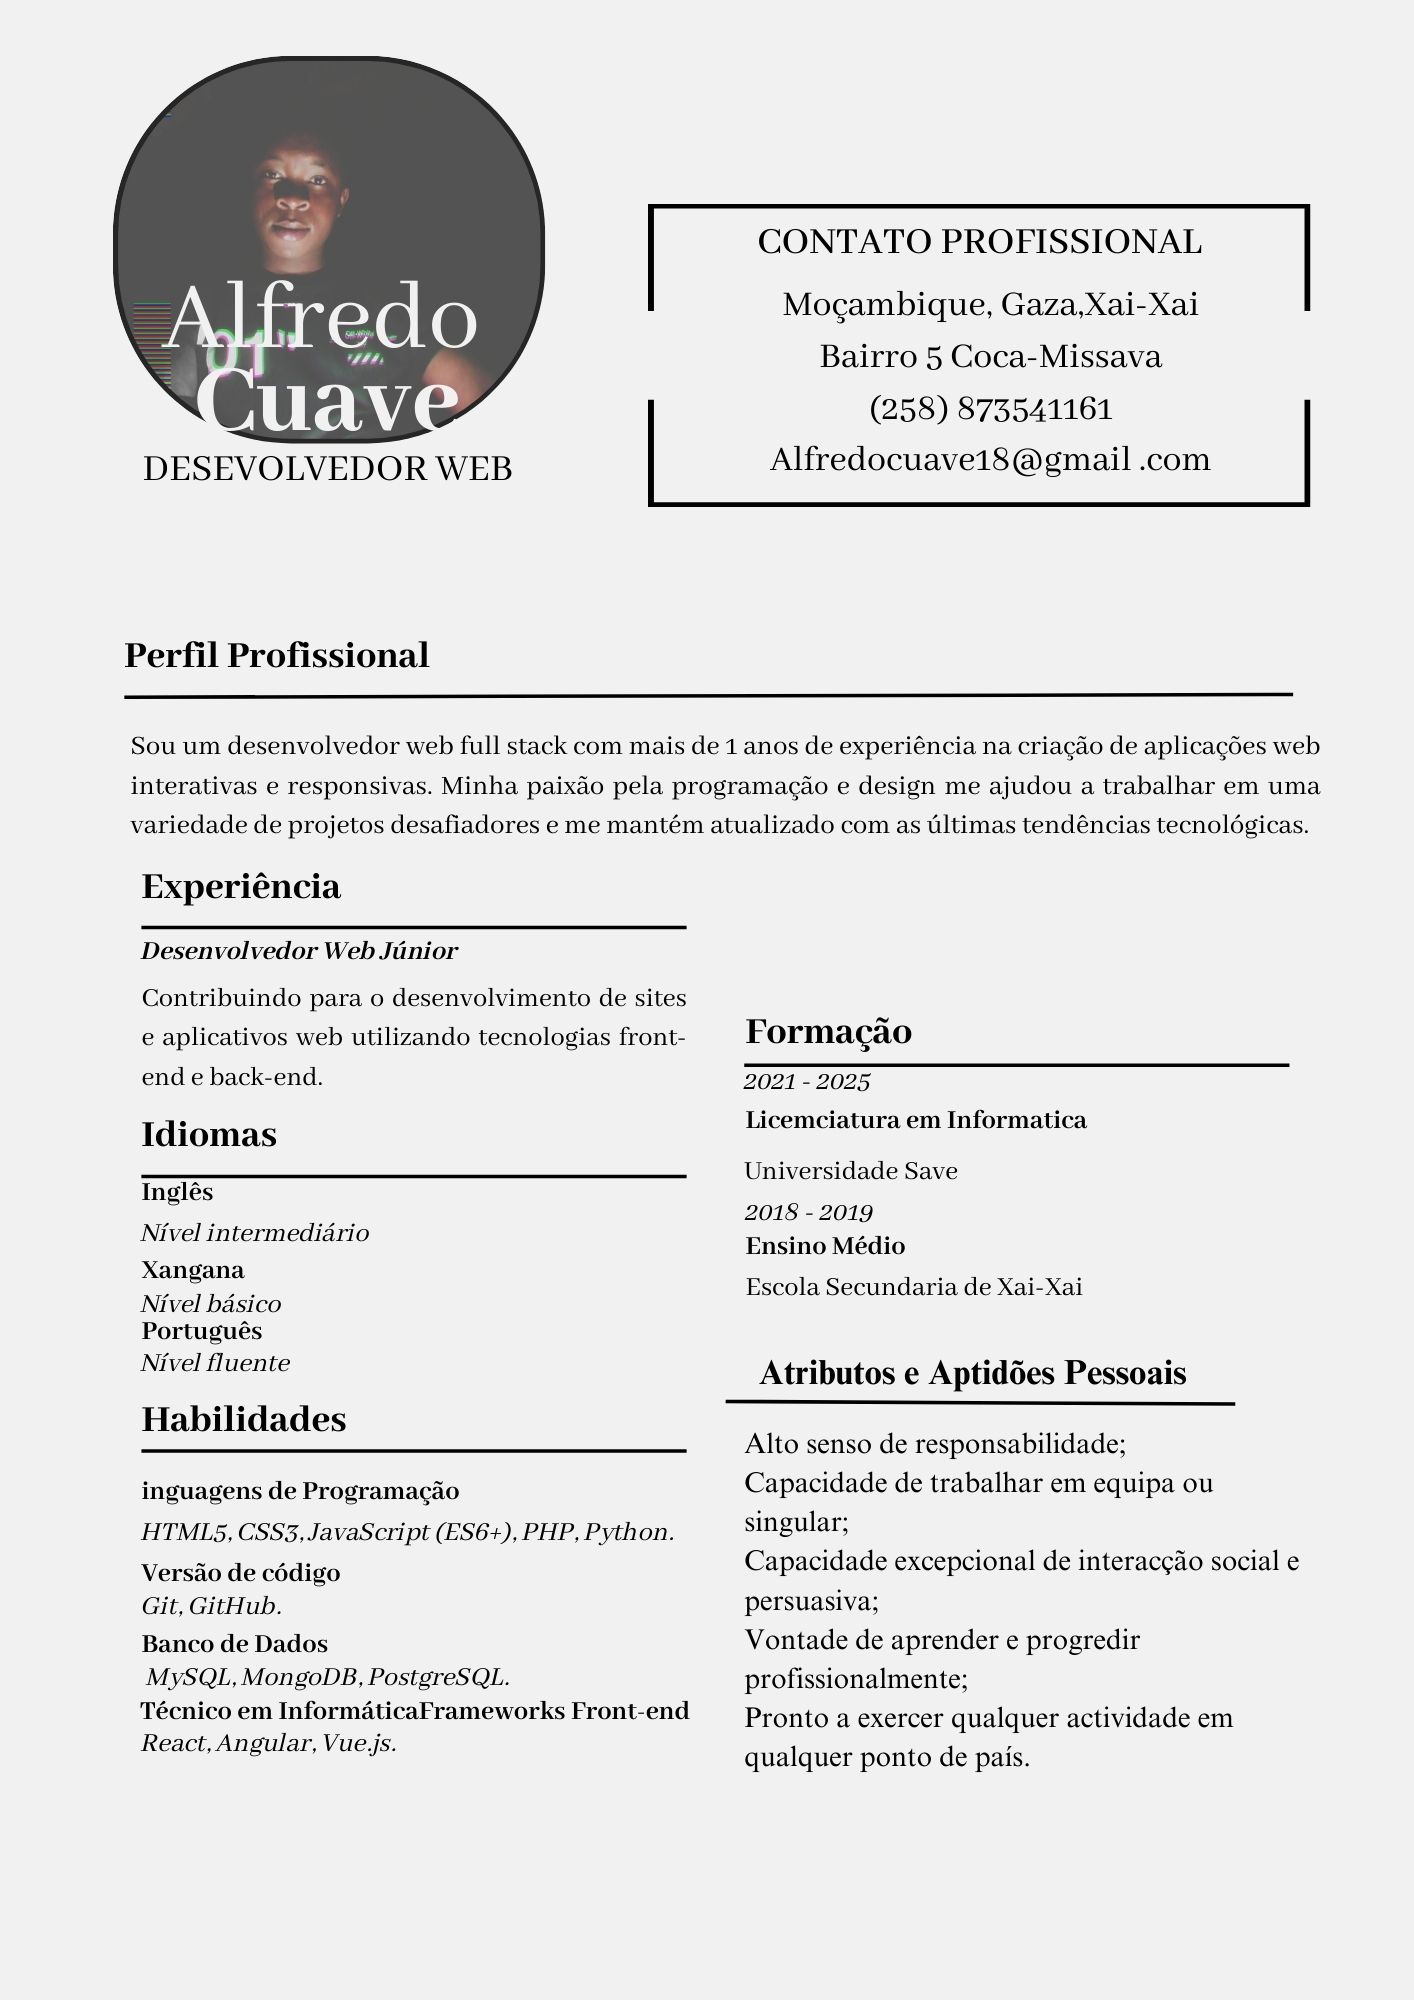 01"
Alfredo
Cuave
DESEVOLVEDOR WEB
CONTATO PROFISSIONAL
Moçambique, Gaza,Xai-Xai
Bairro 5 Coca-Missava
(258) 873541161
Alfredocuave18@gmail .com
Perfil Profissional
Sou um desenvolvedor web full stack com mais de 1 anos de experiência na criação de aplicações web
interativas e responsivas. Minha paixão pela programação e design me ajudou a trabalhar em uma
variedade de projetos desafiadores e me mantém atualizado com as últimas tendências tecnológicas.
Experiência
Desenvolvedor Web Júnior
Contribuindo para o desenvolvimento de sites
e aplicativos web utilizando tecnologias front-
end e back-end.
Idiomas
Inglês
Nível intermediário
Xangana
Nível básico
Português
Nível fluente
Habilidades
inguagens de Programação
HTML5, CSS3, JavaScript (ES6+), PHP, Python.
Versão de código
Git, GitHub.
Banco de Dados
MySQL, MongoDB, PostgreSQL.
Técnico em InformáticaFrameworks Front-end
React, Angular, Vue.js.
Formação
2021 - 2025
Licemciatura em Informatica
Universidade Save
2018 - 2019
Ensino Médio
Escola Secundaria de Xai-Xai
Atributos e Aptidões Pessoais
Alto senso de responsabilidade;
Capacidade de trabalhar em equipa ou
singular;
Capacidade excepcional de interacção social e
persuasiva;
Vontade de aprender e progredir
profissionalmente;
Pronto a exercer qualquer actividade em
qualquer ponto de país.